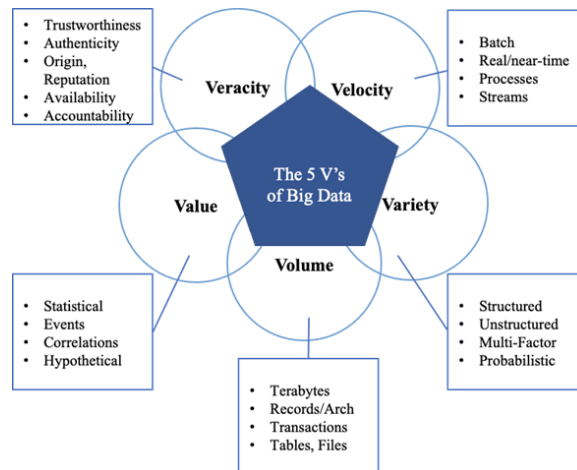 • Trustworthiness
• Authenticity
• Origin,
Reputation
• Availability
• Accountability
Veracity
Velocity
• Batch
• Real/near-time
• Processes
• Streams
The 5 V's
of Big Data
Value
Variety
Volume
• Statistical
• Events
• Correlations
• Hypothetical
• Structured
• Unstructured
• Multi-Factor
• Probabilistic
• Terabytes
• Records/Arch
• Transactions
• Tables, Files